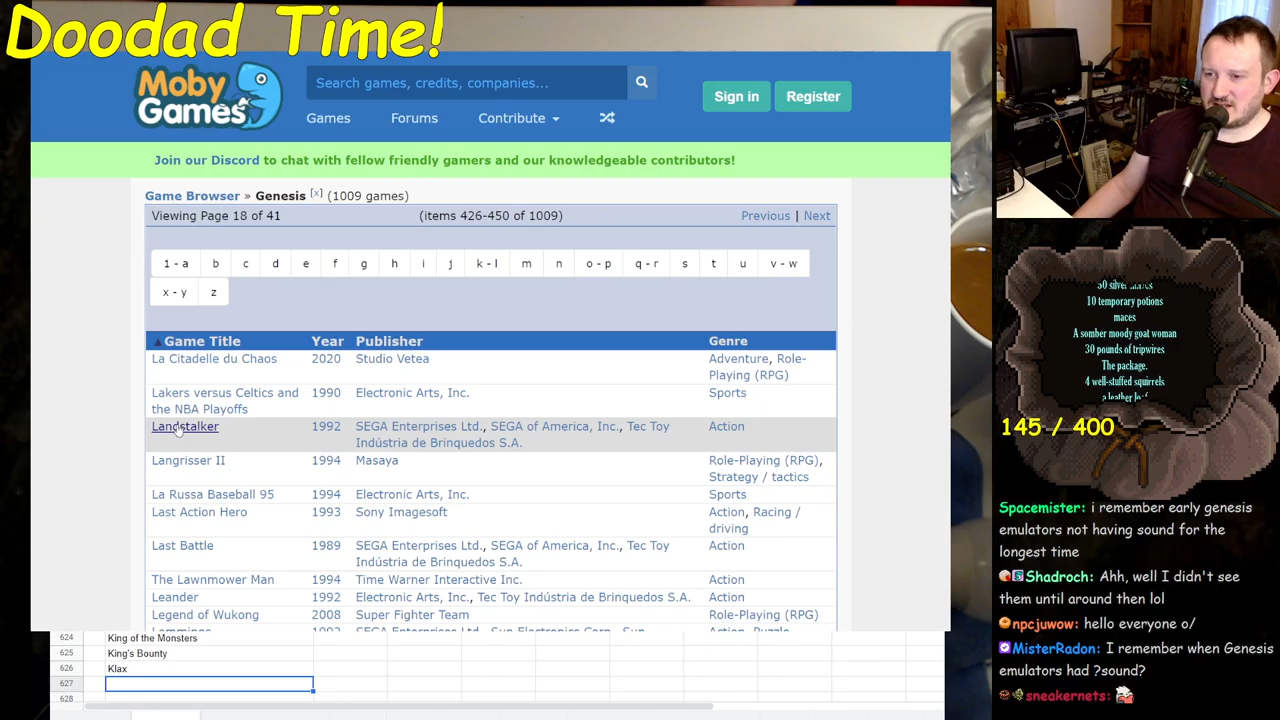 Doodad Time!
Moby
Games
Search games, credits, companies...
Sign in
Register
Games
Forums
Contribute
Join our Discord to chat with fellow friendly gamers and our knowledgeable contributors!
Game Browser » Genesis [x] (1009 games)
Viewing Page 18 of 41 (items 426-450 of 1009) Previous | Next
1 - a b c d e f g h i j k - l m n o - p q - r s t u v - w
x - y z
Game Title Year Publisher Genre
La Citadelle du Chaos 2020 Studio Vetea Adventure, Role-
Playing (RPG)
Lakers versus Celtics and 1990 Electronic Arts, Inc. Sports
the NBA Playoffs
Landstalker 1992 SEGA Enterprises Ltd., SEGA of America, Inc., Tec Toy Action
Indústria de Brinquedos S.A.
Langrisser II 1994 Masaya Role-Playing (RPG),
Strategy / tactics
La Russa Baseball 95 1994 Electronic Arts, Inc. Sports
Last Action Hero 1993 Sony Imagesoft Action, Racing /
driving
Last Battle 1989 SEGA Enterprises Ltd., SEGA of America, Inc., Tec Toy Action
Indústria de Brinquedos S.A.
The Lawnmower Man 1994 Time Warner Interactive Inc. Action
Leander 1992 Electronic Arts, Inc., Tec Toy Indústria de Brinquedos S.A. Action
Legend of Wukong 2008 Super Fighter Team Role-Playing (RPG)
624 King of the Monsters
625 King's Bounty
626 Klax
627
628
10 temporary potions
maces
A somber moody goat woman
30 pounds of tripwires
The package.
4 well-stuffed squirrels
145 / 400
Spacemister: i remember early genesis
emulators not having sound for the
longest time
Shadroch: Ahh, well I didn't see
them until around then lol
npcjuwow: hello everyone o/
MisterRadon: I remember when Genesis
emulators had ?sound?
sneakernets: